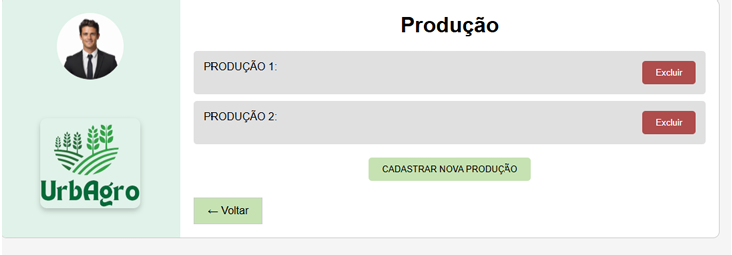 Produção
PRODUÇÃO 1:
Excluir
PRODUÇÃO 2:
Excluir
UrbAgro
CADASTRAR NOVA PRODUÇÃO
← Voltar